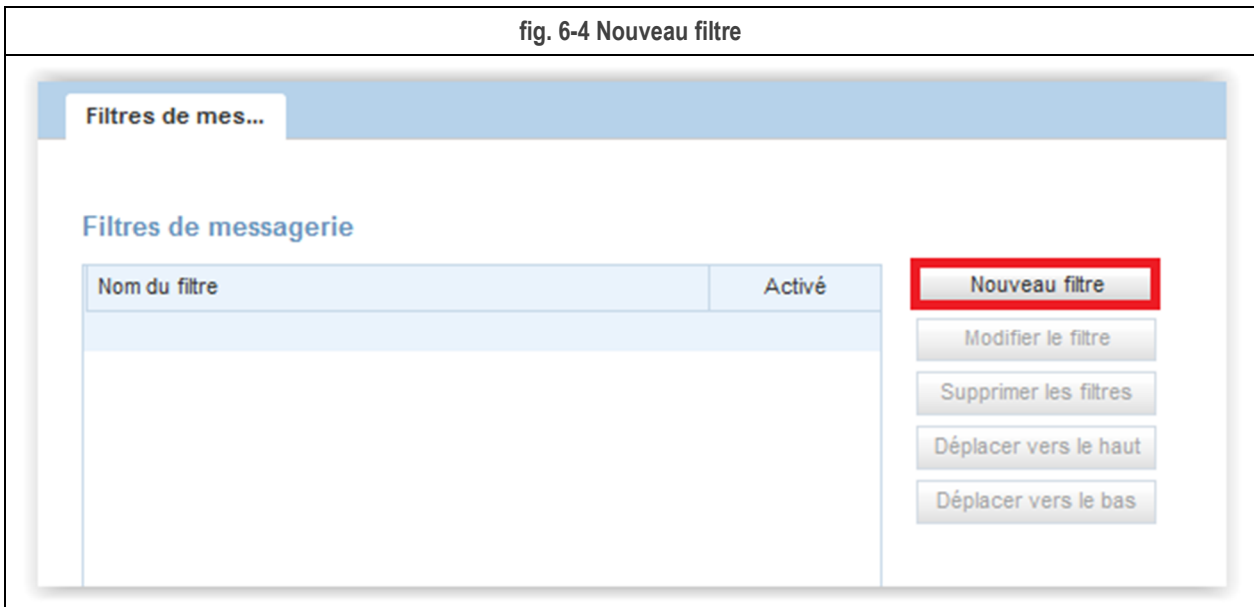 fig. 6-4 Nouveau filtre
Filtres de mes...
Filtres de messagerie
Nom du filtre Activé
Nouveau filtre
Modifier le filtre
Supprimer les filtres
Déplacer vers le haut
Déplacer vers le bas